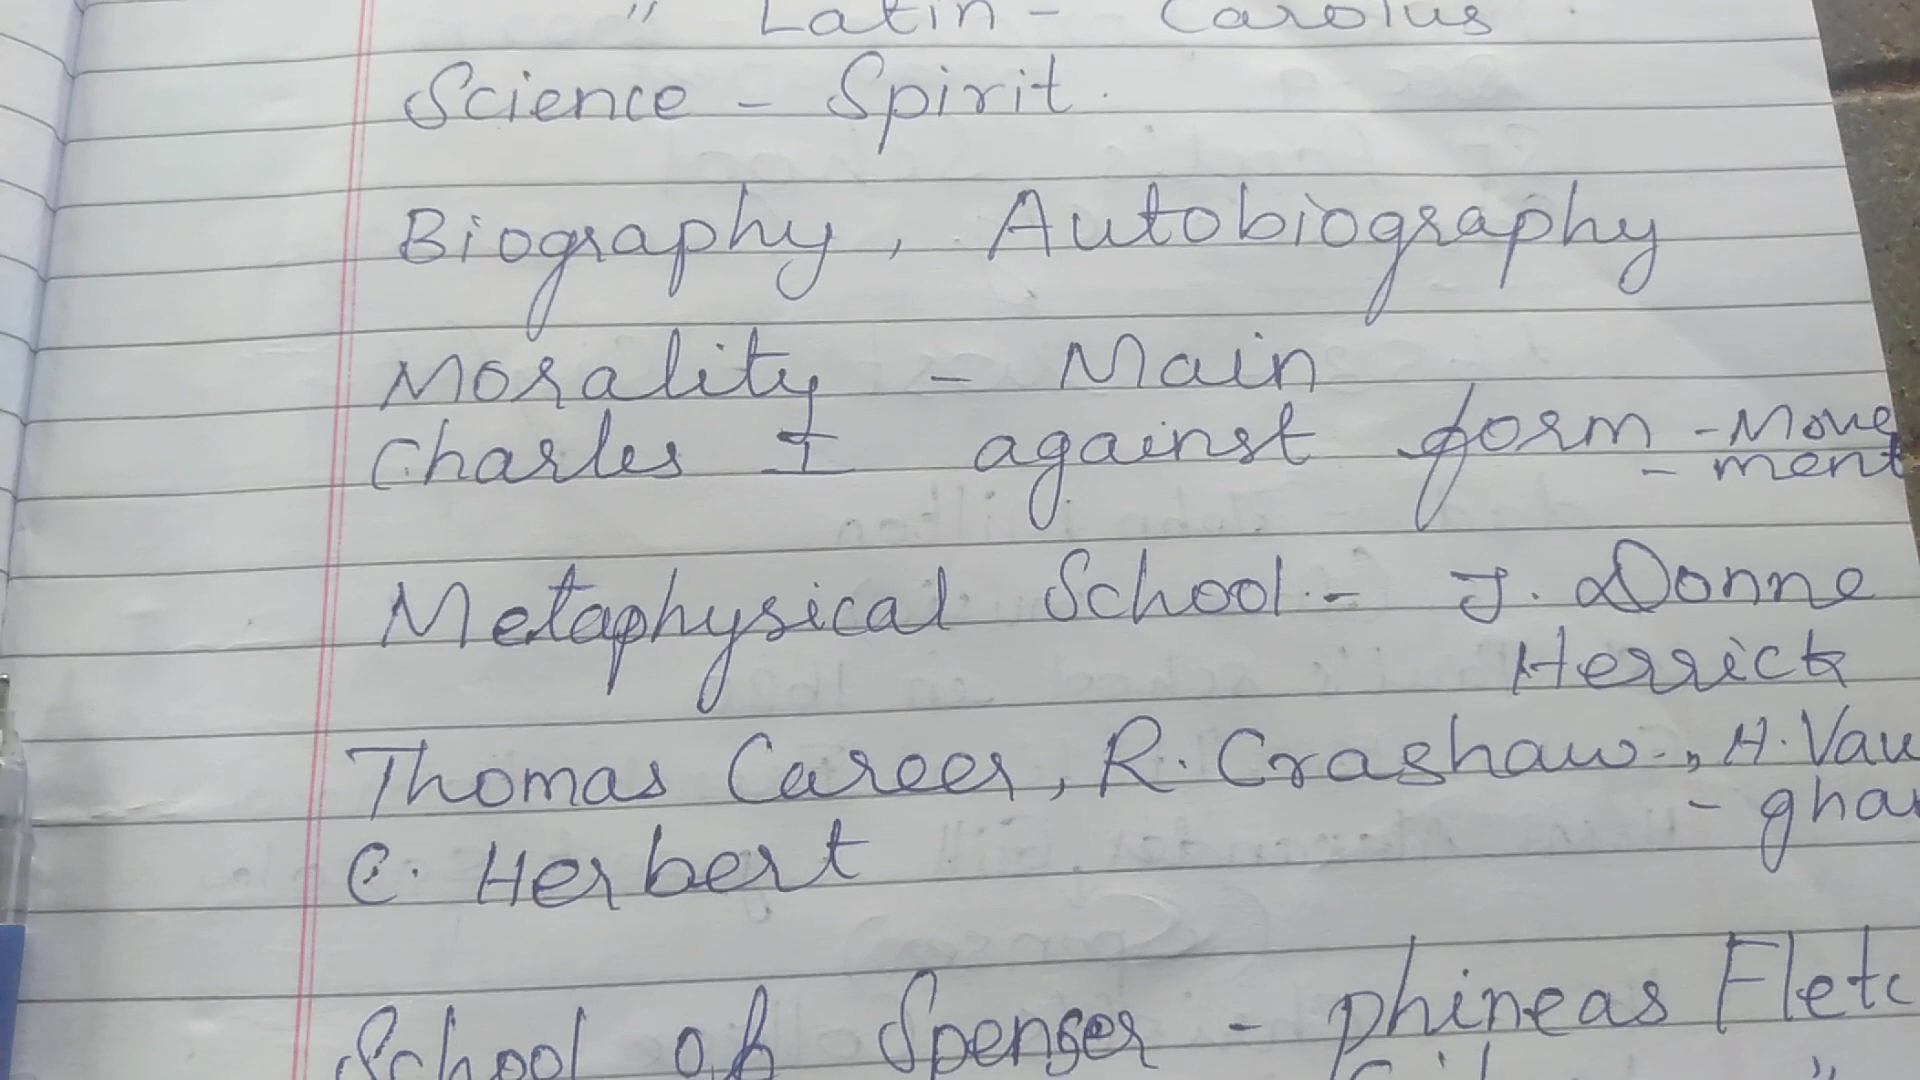 " Latin - Carolus
Science - Spirit.
Biography, Autobiography
Morality - Main
Charles I against form - Move
- ment
Metaphysical School - J. Donne
Herrick
Thomas Career, R. Crashaw, H. Vau
- ghan
C. Herbert
School of Spenser - Phineas Fletc
"